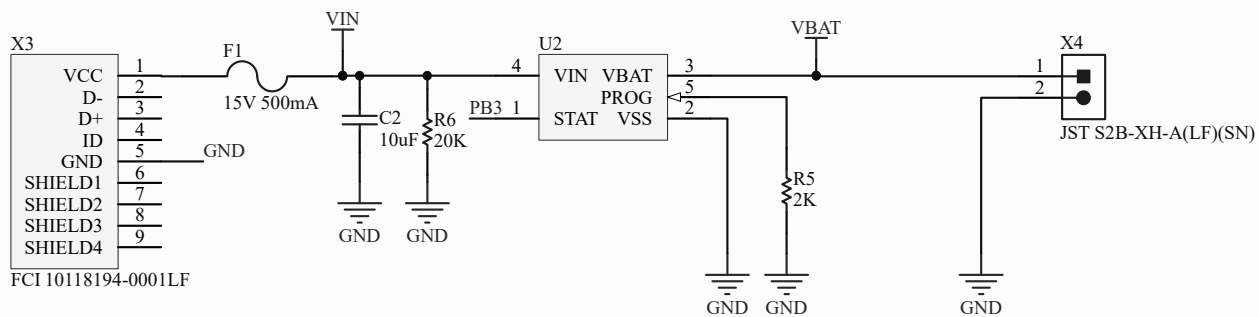 VIN
VBAT
X3
F1
U2
X4
VCC 1
15V 500mA
4 VIN VBAT 3
1
D- 2
PROG 5
2
D+ 3
C2
10uF
R6
20K
PB3 1 STAT VSS 2
JST S2B-XH-A(LF)(SN)
ID 4
GND 5 GND
SHIELD1 6
R5
2K
SHIELD2 7
SHIELD3 8
GND
GND
SHIELD4 9
FCI 10118194-0001LF
GND
GND
GND